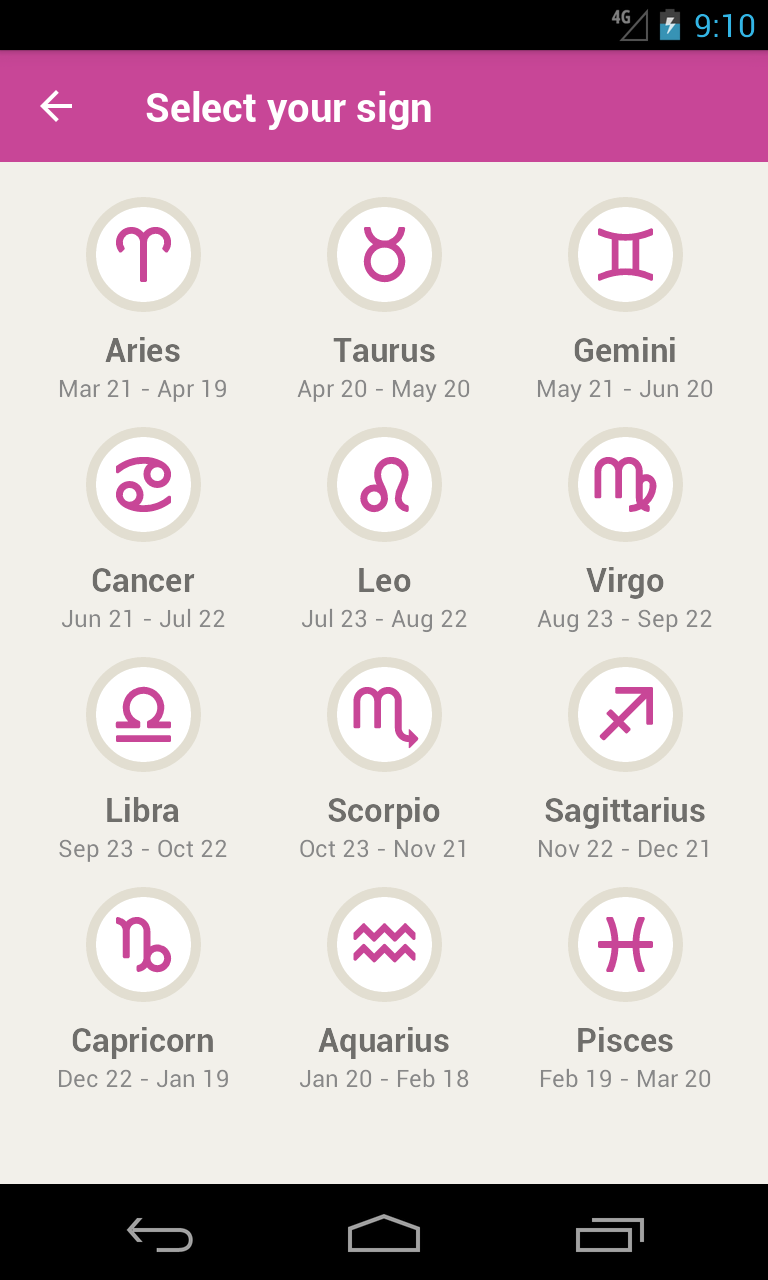 4G 9:10
Select your sign
Aries Taurus Gemini
Mar 21 - Apr 19 Apr 20 - May 20 May 21 - Jun 20
Cancer Leo Virgo
Jun 21 - Jul 22 Jul 23 - Aug 22 Aug 23 - Sep 22
Libra Scorpio Sagittarius
Sep 23 - Oct 22 Oct 23 - Nov 21 Nov 22 - Dec 21
Capricorn Aquarius Pisces
Dec 22 - Jan 19 Jan 20 - Feb 18 Feb 19 - Mar 20